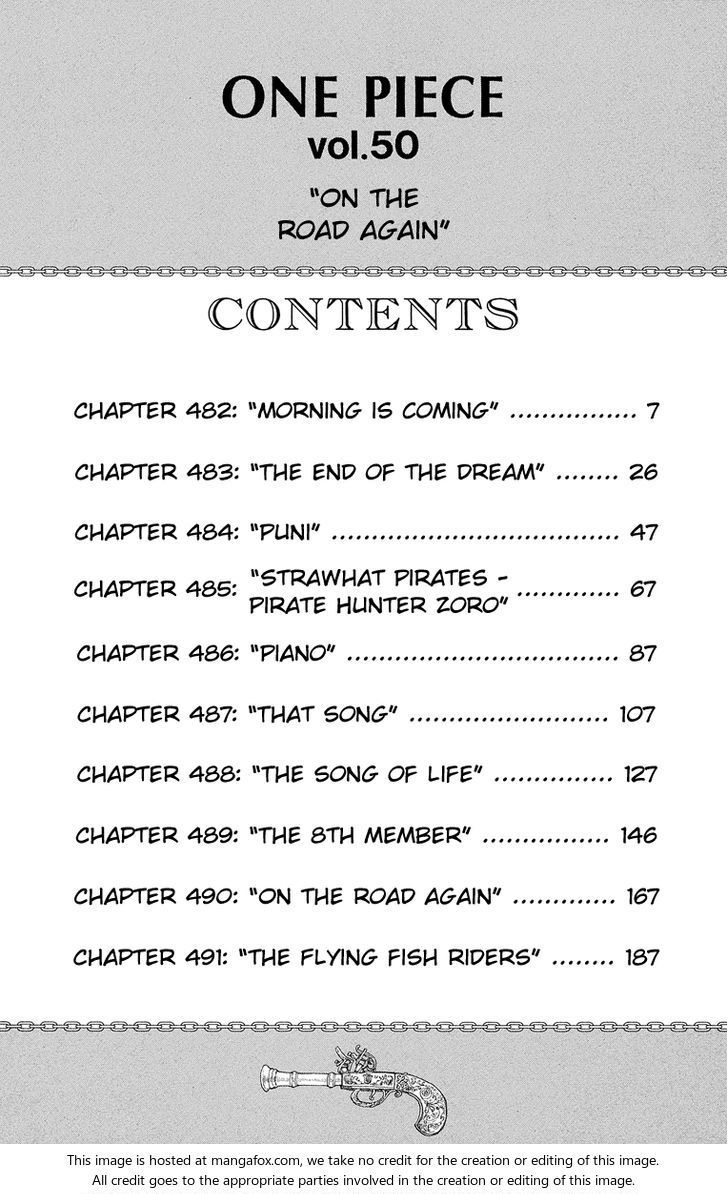 ONE PIECE
vol.50
"ON THE
ROAD AGAIN"
CONTENTS
CHAPTER 482: "MORNING IS COMING" ................ 7
CHAPTER 483: "THE END OF THE DREAM" ........ 26
CHAPTER 484: "PUNI" .................................... 47
CHAPTER 485: "STRAWHAT PIRATES -
PIRATE HUNTER ZORO" ............. 67
CHAPTER 486: "PIANO" .................................. 87
CHAPTER 487: "THAT SONG" ......................... 107
CHAPTER 488: "THE SONG OF LIFE" ............... 127
CHAPTER 489: "THE 8TH MEMBER" ................ 146
CHAPTER 490: "ON THE ROAD AGAIN" ............. 167
CHAPTER 491: "THE FLYING FISH RIDERS" ........ 187
This image is hosted at mangafox.com, we take no credit for the creation or editing of this image.
All credit goes to the appropriate parties involved in the creation or editing of this image.